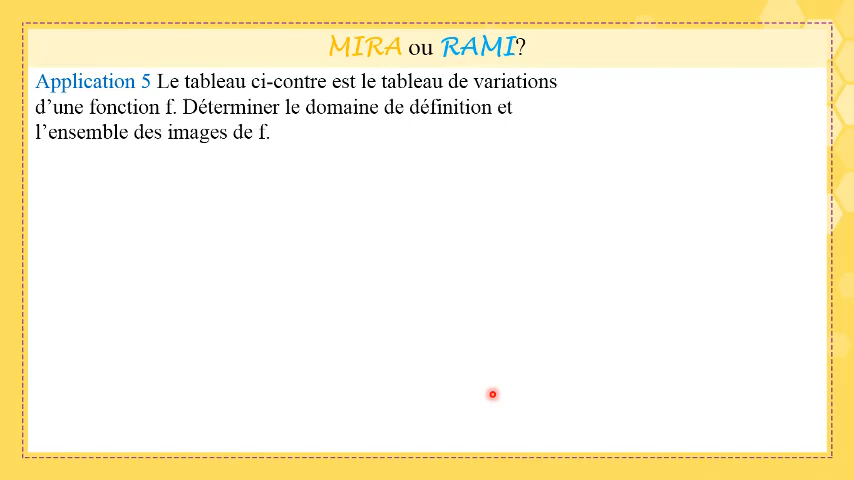 MIRA ou RAMI?
Application 5 Le tableau ci-contre est le tableau de variations
d’une fonction f. Déterminer le domaine de définition et
l’ensemble des images de f.